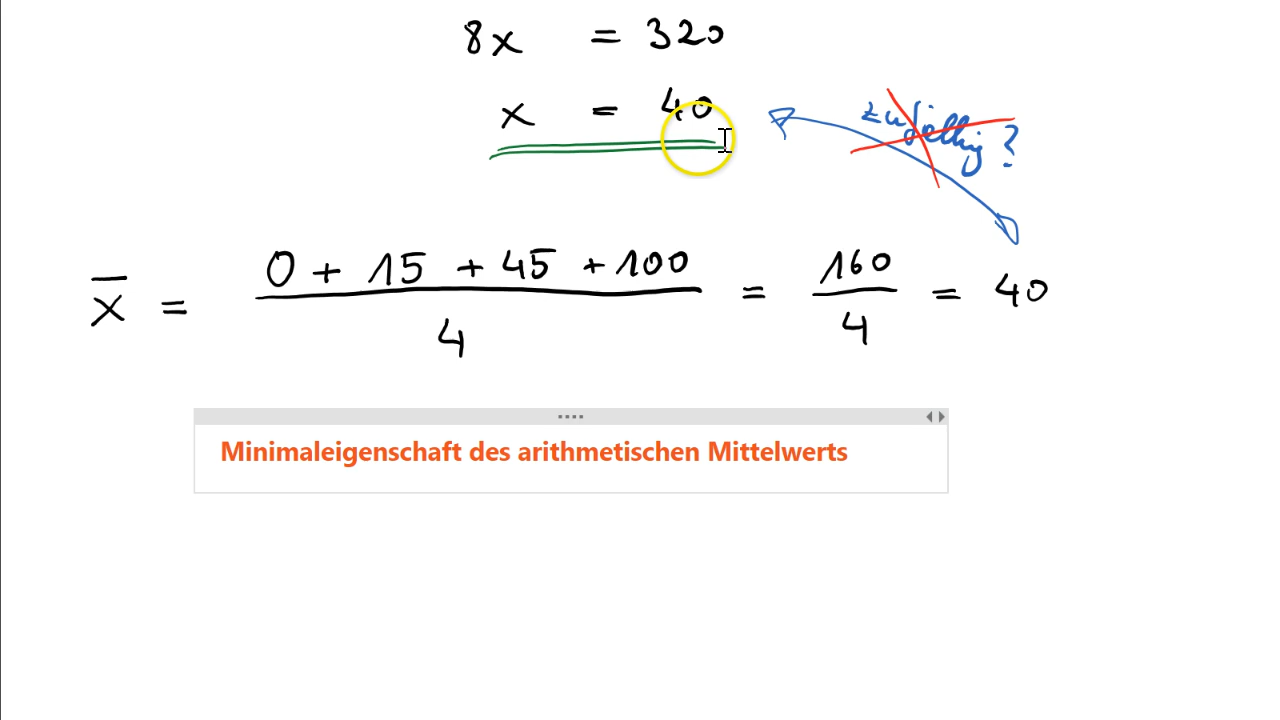 8x = 320
x = 40
zufällig?
x̄ = (0 + 15 + 45 + 100)/4 = 160/4 = 40
Minimaleigenschaft des arithmetischen Mittelwerts